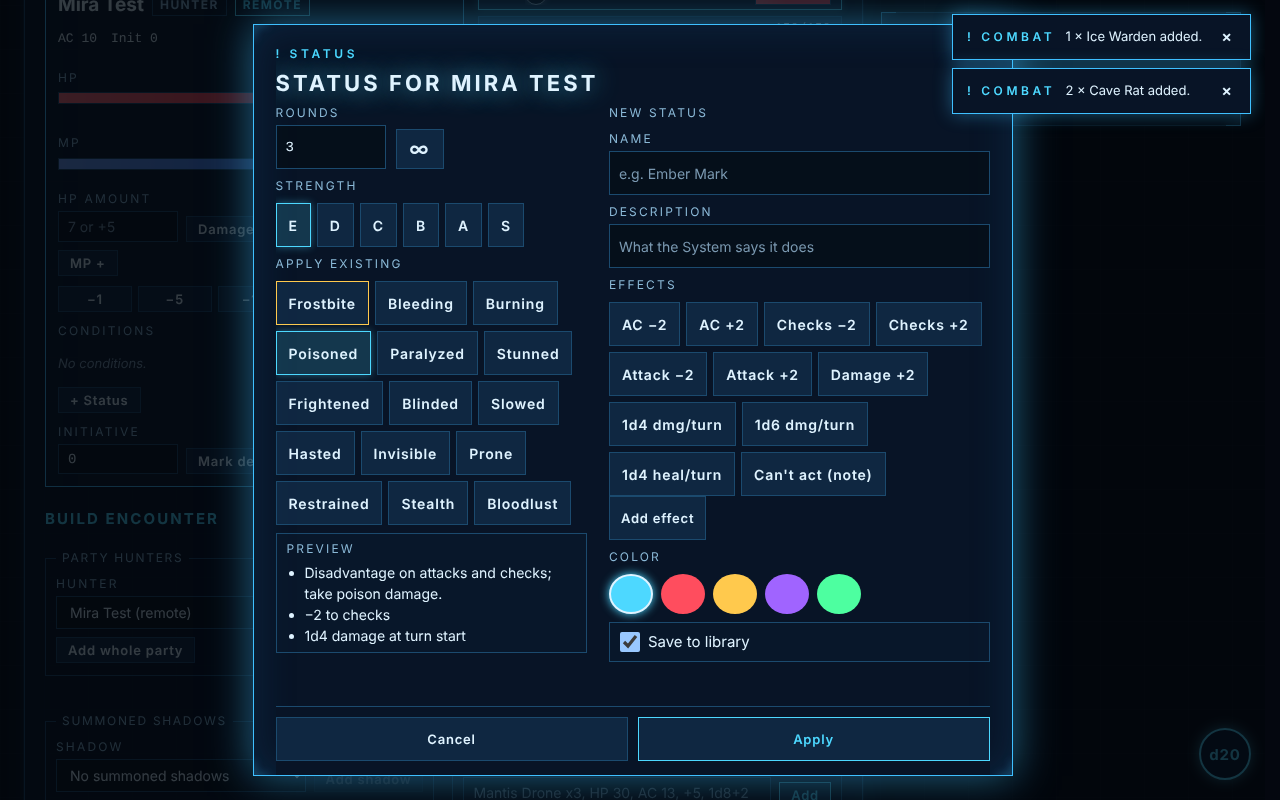 Mira Test HUNTER REMOTE
AC 10 Init 0
HP
MP
HP AMOUNT
7 or +5
Damage
MP +
−1
−5
CONDITIONS
No conditions.
+ Status
INITIATIVE
0
BUILD ENCOUNTER
PARTY HUNTERS
HUNTER
Mira Test (remote)
Add whole party
SUMMONED SHADOWS
SHADOW
No summoned shadows
Add shadow
! STATUS
STATUS FOR MIRA TEST
ROUNDS
3
∞
STRENGTH
E
D
C
B
A
S
APPLY EXISTING
Frostbite
Bleeding
Burning
Poisoned
Paralyzed
Stunned
Frightened
Blinded
Slowed
Hasted
Invisible
Prone
Restrained
Stealth
Bloodlust
PREVIEW
• Disadvantage on attacks and checks;
take poison damage.
• −2 to checks
• 1d4 damage at turn start
NEW STATUS
NAME
e.g. Ember Mark
DESCRIPTION
What the System says it does
EFFECTS
AC −2
AC +2
Checks −2
Checks +2
Attack −2
Attack +2
Damage +2
1d4 dmg/turn
1d6 dmg/turn
1d4 heal/turn
Can't act (note)
Add effect
COLOR
Save to library
Cancel
Apply
! COMBAT 1 × Ice Warden added. ×
! COMBAT 2 × Cave Rat added. ×
Mantis Drone x3, HP 30, AC 13, +5, 1d8+2
Add
d20